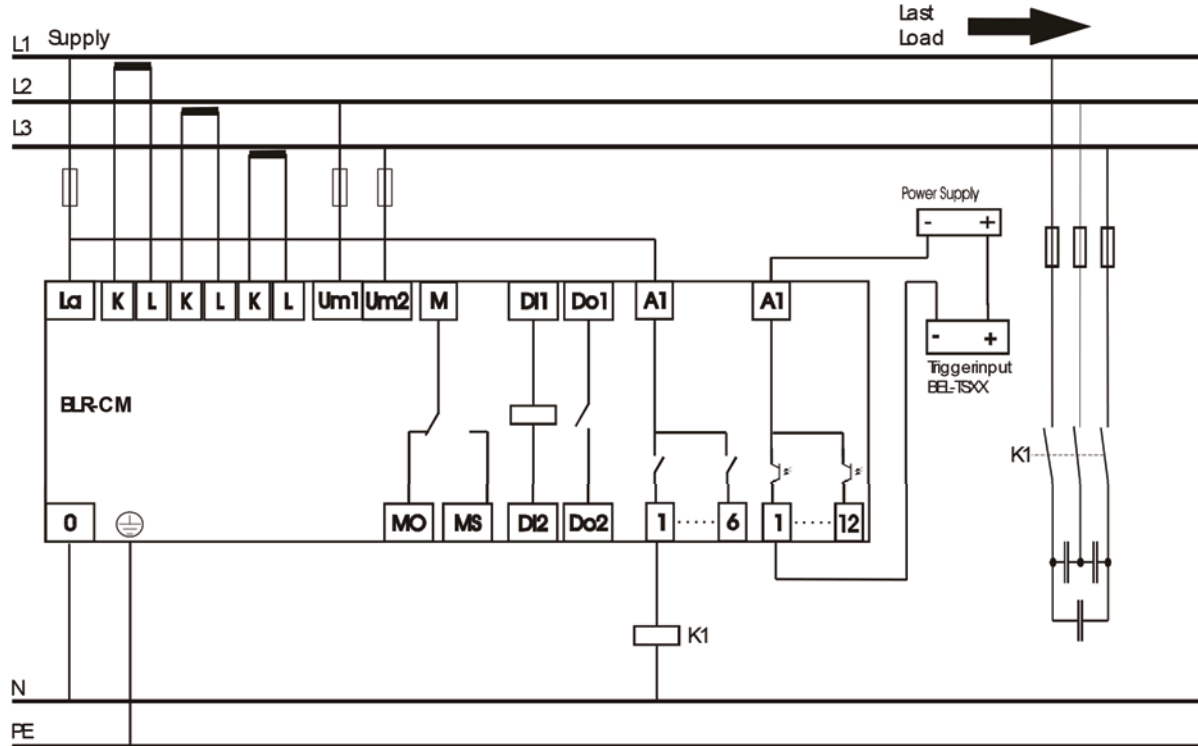 Last
Load
L1 Supply
L2
L3
Power Supply
- +
La K L K L K L Um1 Um2 M DI1 Do1 A1 A1
- +
Triggerinput
BEL-TSXX
BLR-CM
K1
0 MO MS DI2 Do2 1 ...... 6 1 ...... 12
K1
N
PE